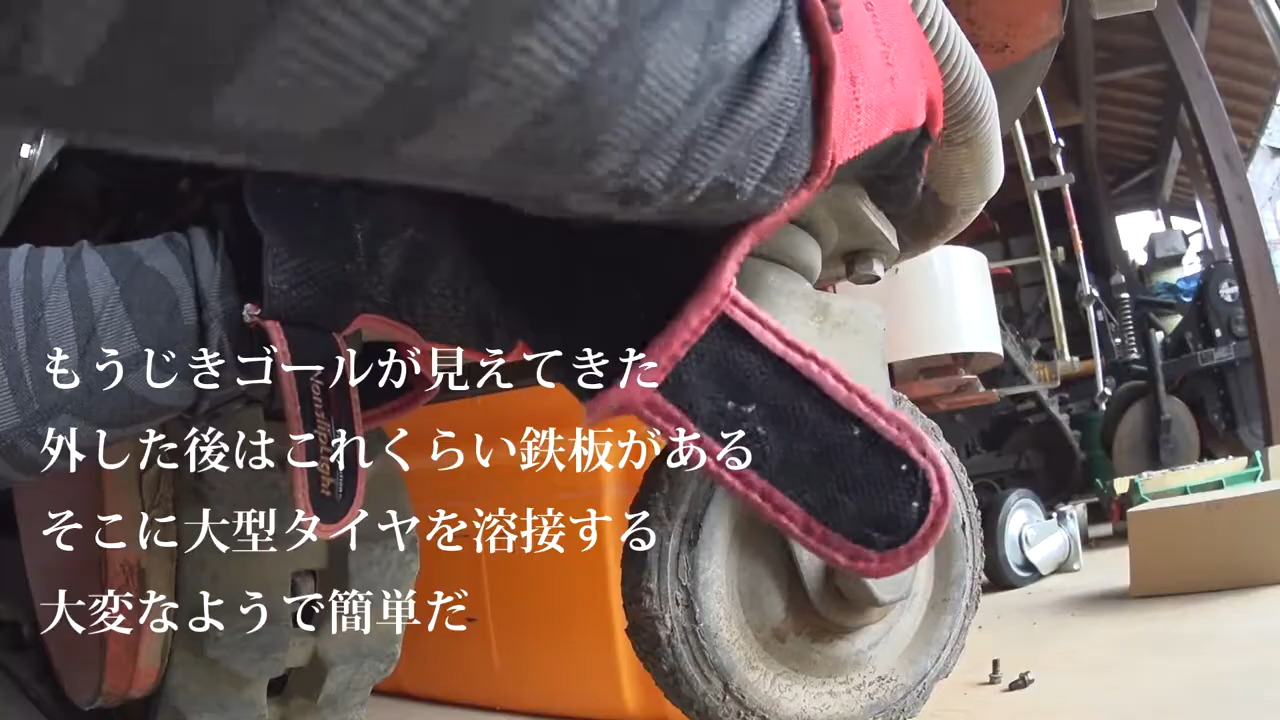 もうじきゴールが見えてきた
外した後はこれくらい鉄板がある
そこに大型タイヤを溶接する
大変なようで簡単だ